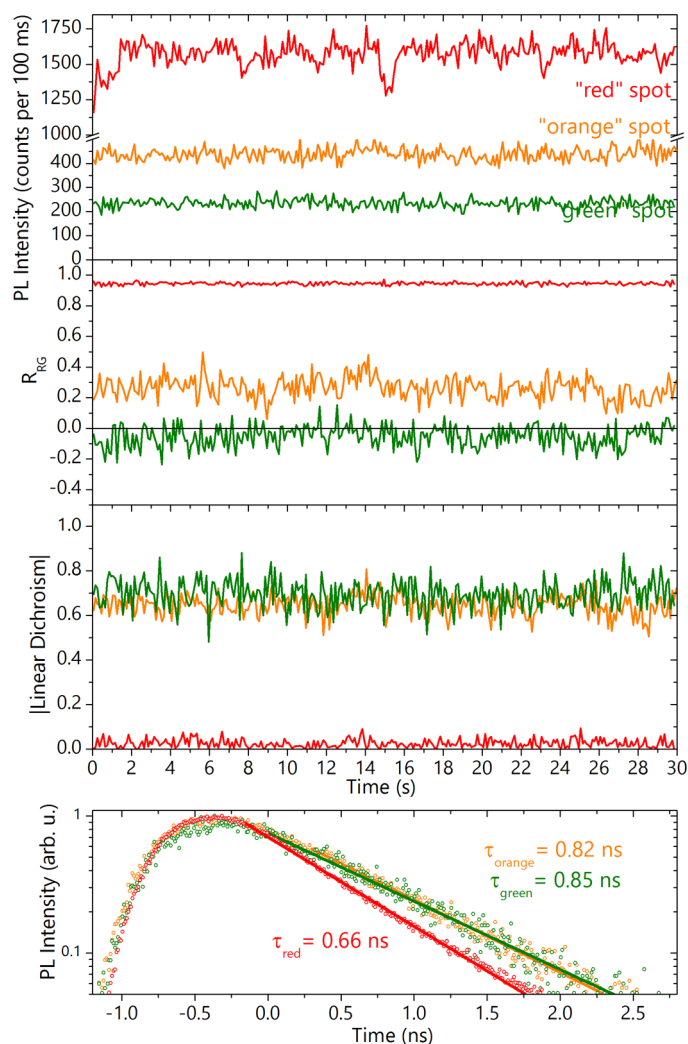 PL Intensity (counts per 100 ms)
1750
1500
1250
1000
400
300
200
100
0
"red" spot
"orange" spot
"green" spot
R_RG
1.0
0.8
0.6
0.4
0.2
0.0
-0.2
-0.4
|Linear Dichroism|
1.0
0.8
0.6
0.4
0.2
0.0
0 2 4 6 8 10 12 14 16 18 20 22 24 26 28 30
Time (s)
PL Intensity (arb. u.)
1
0.1
τorange= 0.82 ns
τgreen= 0.85 ns
τred= 0.66 ns
-1.0 -0.5 0.0 0.5 1.0 1.5 2.0 2.5
Time (ns)